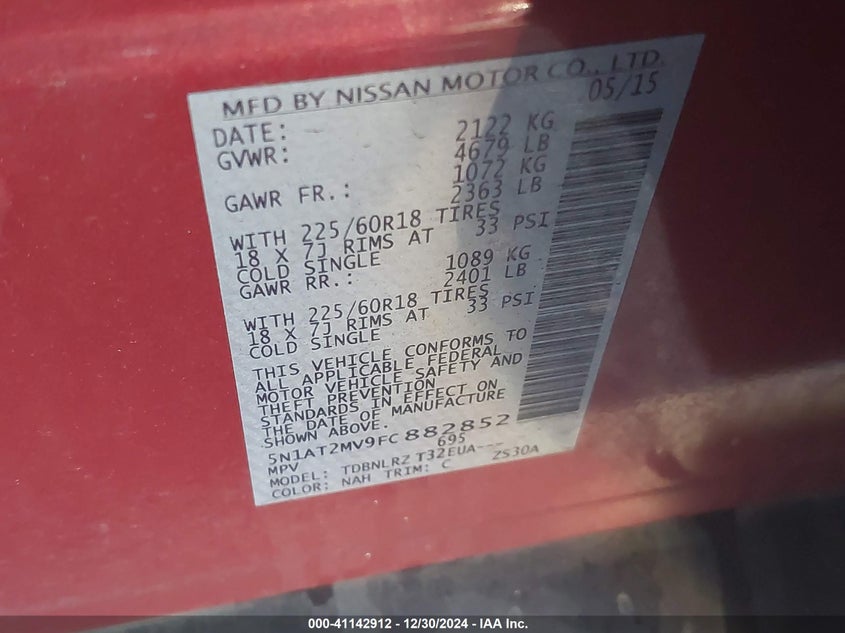 MFD BY NISSAN MOTOR CO., LTD.
DATE: 05/15
GVWR: 2122 KG
4679 LB
GAWR FR.: 1072 KG
2363 LB
WITH 225/60R18 TIRES
18 X 7J RIMS AT 33 PSI
COLD SINGLE
GAWR RR.: 1089 KG
2401 LB
WITH 225/60R18 TIRES
18 X 7J RIMS AT 33 PSI
COLD SINGLE
THIS VEHICLE CONFORMS TO
ALL APPLICABLE FEDERAL
MOTOR VEHICLE SAFETY AND
THEFT PREVENTION
STANDARDS IN EFFECT ON
THE DATE OF MANUFACTURE
SHOWN ABOVE.
5N1AT2MV9FC882852
MPV 695
MODEL: TDBNLRZ T32EUA---
COLOR: NAH TRIM: C ZS30A
000-41142912 - 12/30/2024 - IAA Inc.